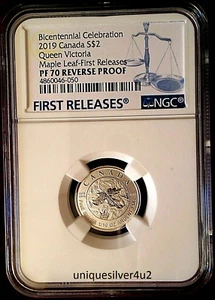 Bicentennial Celebration
2019 Canada S$2
Queen Victoria
Maple Leaf-First Releases
PF 70 REVERSE PROOF
4860046-050
FIRST RELEASES
NGC
CANADA
uniquesilver4u2